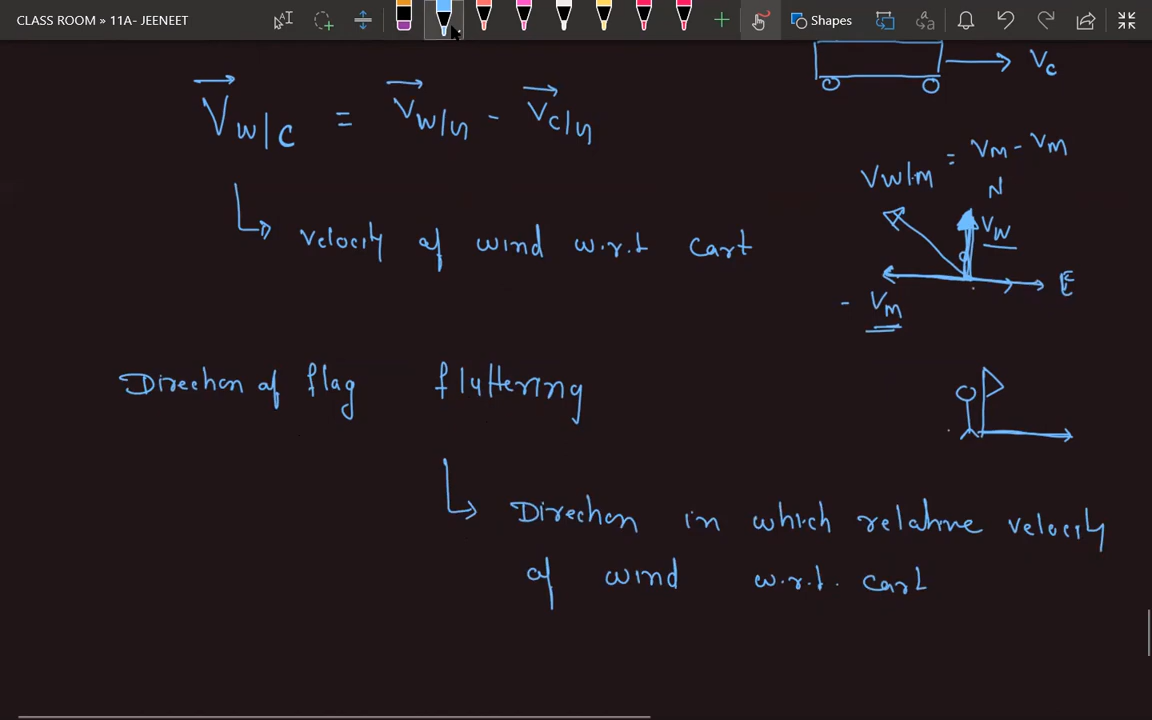 CLASS ROOM » 11A- JEENEET
Shapes
Vc
Vw/c = Vw/g - Vc/g
Vw/m = Vm - Vm
N
Vw
E
- Vm
velocity of wind w.r.t cart
Direction of flag fluttering
Direction in which relative velocity
of wind w.r.t. cart